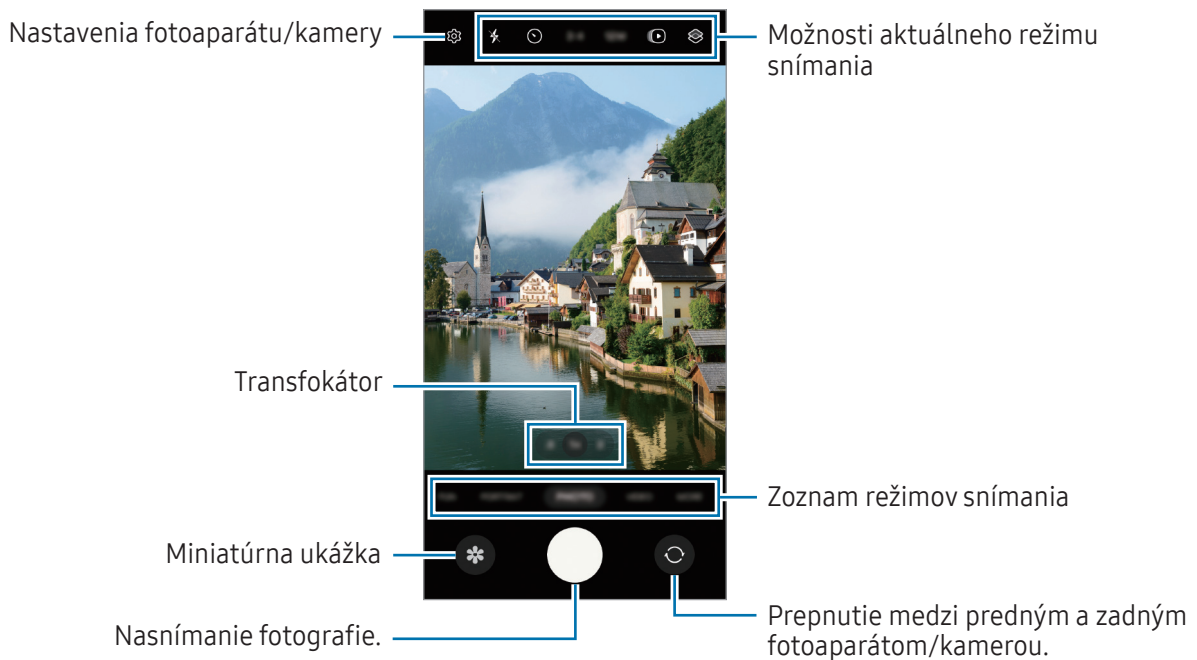 Nastavenia fotoaparátu/kamery
Možnosti aktuálneho režimu
snímania
Transfokátor
Zoznam režimov snímania
Miniatúrna ukážka
Nasnímanie fotografie.
Prepnutie medzi predným a zadným
fotoaparátom/kamerou.